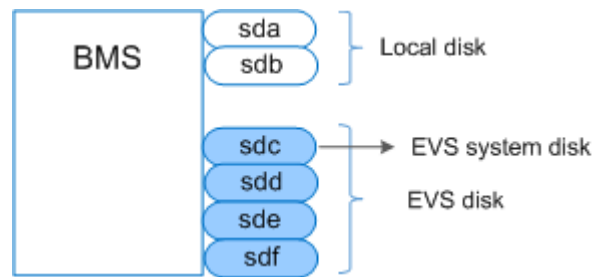 BMS
sda
sdb
Local disk
sdc
EVS system disk
sdd
EVS disk
sde
sdf